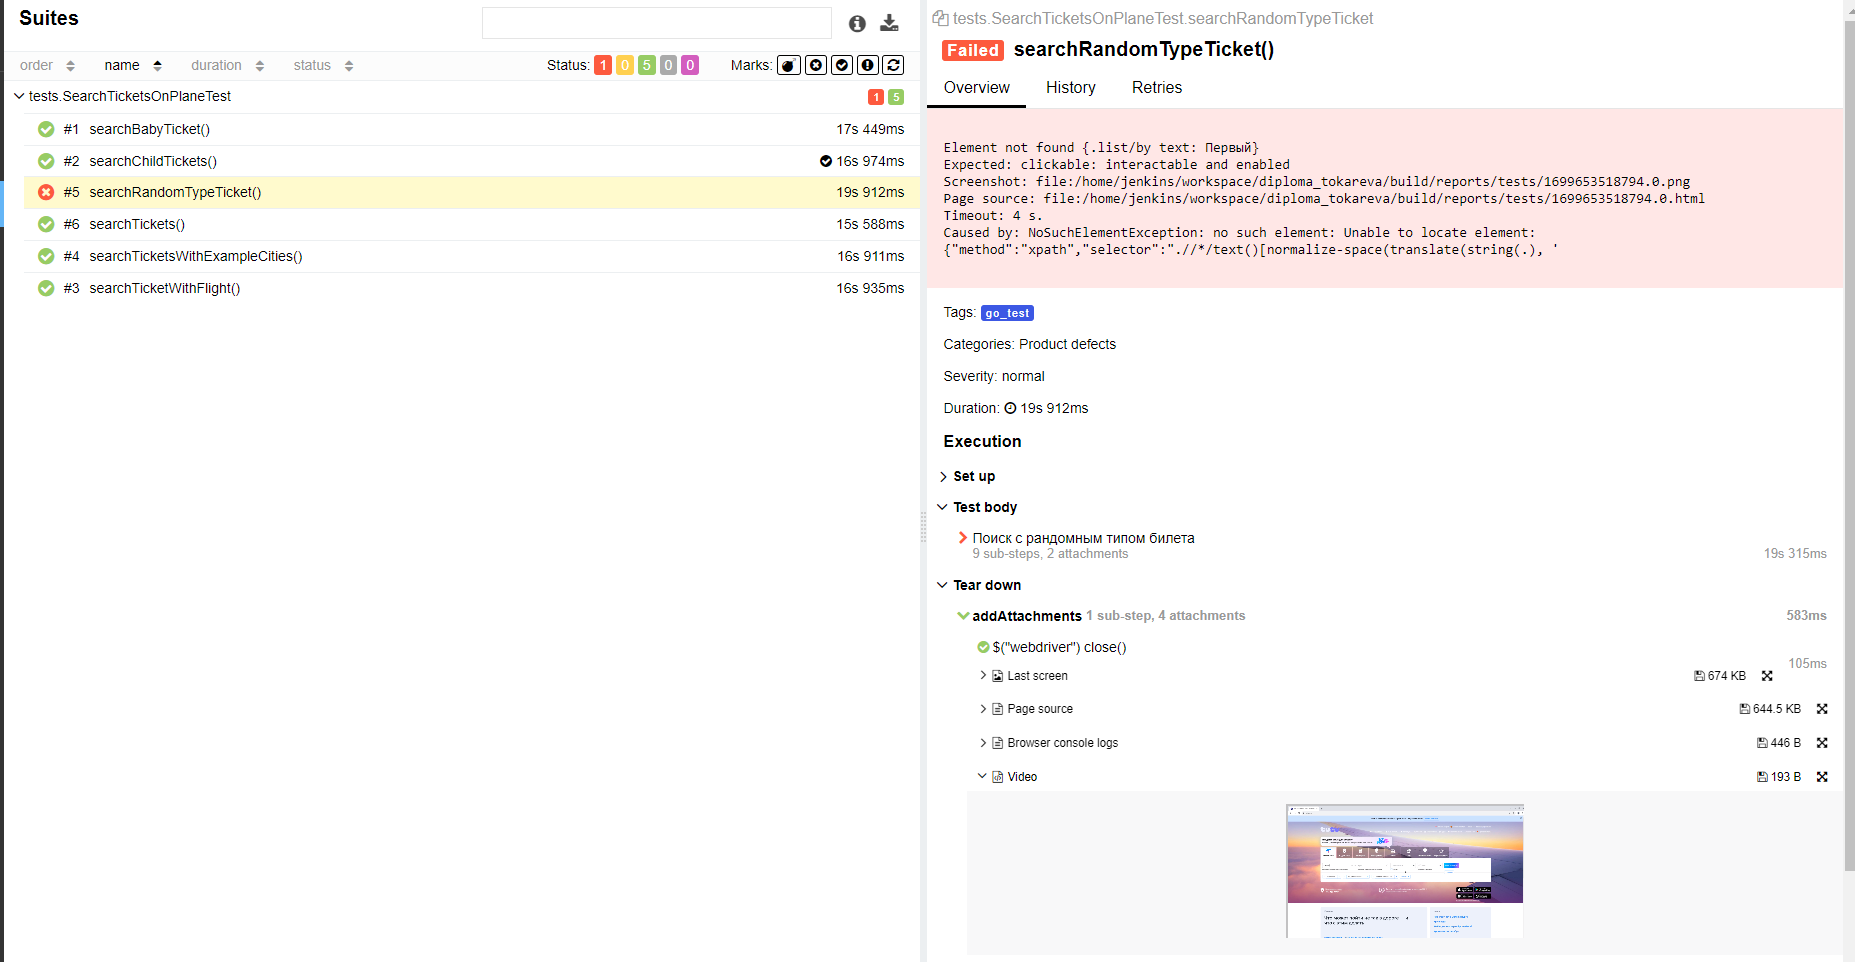 Suites
order name duration status Status: 1 0 5 0 0 Marks:
tests.SearchTicketsOnPlaneTest 1 5
#1 searchBabyTicket() 17s 449ms
#2 searchChildTickets() 16s 974ms
#5 searchRandomTypeTicket() 19s 912ms
#6 searchTickets() 15s 588ms
#4 searchTicketsWithExampleCities() 16s 911ms
#3 searchTicketWithFlight() 16s 935ms
tests.SearchTicketsOnPlaneTest.searchRandomTypeTicket
Failed searchRandomTypeTicket()
Overview History Retries
Element not found {.list/by text: Первый}
Expected: clickable: interactable and enabled
Screenshot: file:/home/jenkins/workspace/diploma_tokareva/build/reports/tests/1699653518794.0.png
Page source: file:/home/jenkins/workspace/diploma_tokareva/build/reports/tests/1699653518794.0.html
Timeout: 4 s.
Caused by: NoSuchElementException: no such element: Unable to locate element:
{"method":"xpath","selector":".//*/text()[normalize-space(translate(string(.), '
Tags: go_test
Categories: Product defects
Severity: normal
Duration: 19s 912ms
Execution
Set up
Test body
Поиск с рандомным типом билета
9 sub-steps, 2 attachments 19s 315ms
Tear down
addAttachments 1 sub-step, 4 attachments 583ms
$("webdriver") close()
105ms
Last screen 674 KB
Page source 644.5 KB
Browser console logs 446 B
Video 193 B